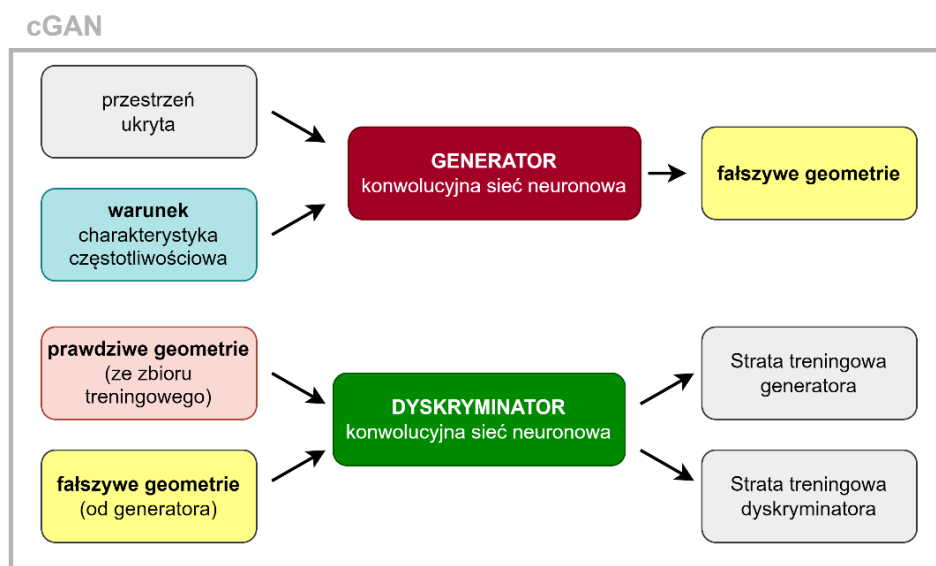 cGAN
przestrzeń
ukryta
GENERATOR
konwolucyjna sieć neuronowa
fałszywe geometrie
warunek
charakterystyka
częstotliwościowa
prawdziwe geometrie
(ze zbioru
treningowego)
DYSKRYMINATOR
konwolucyjna sieć neuronowa
Strata treningowa
generatora
fałszywe geometrie
(od generatora)
Strata treningowa
dyskryminatora